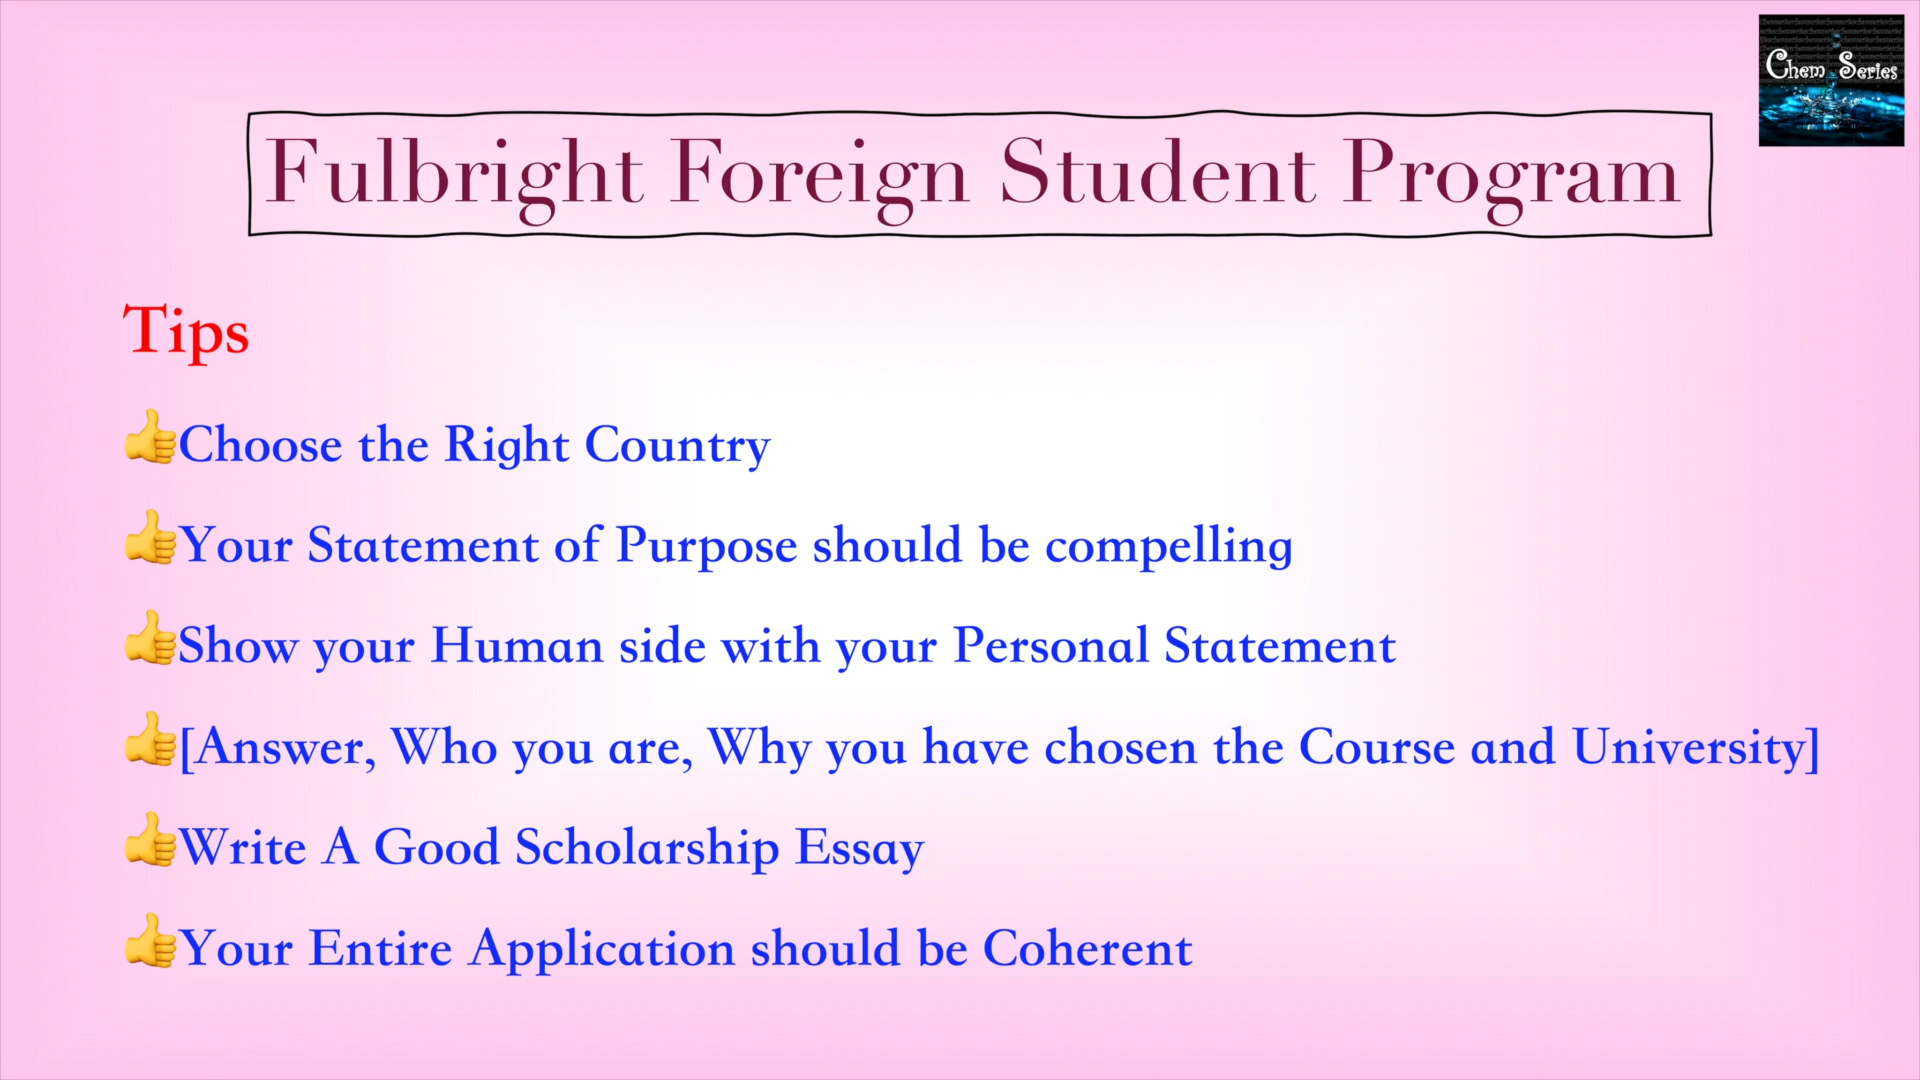 Chem Series
Fulbright Foreign Student Program
Tips
👍Choose the Right Country
👍Your Statement of Purpose should be compelling
👍Show your Human side with your Personal Statement
👍[Answer, Who you are, Why you have chosen the Course and University]
👍Write A Good Scholarship Essay
👍Your Entire Application should be Coherent